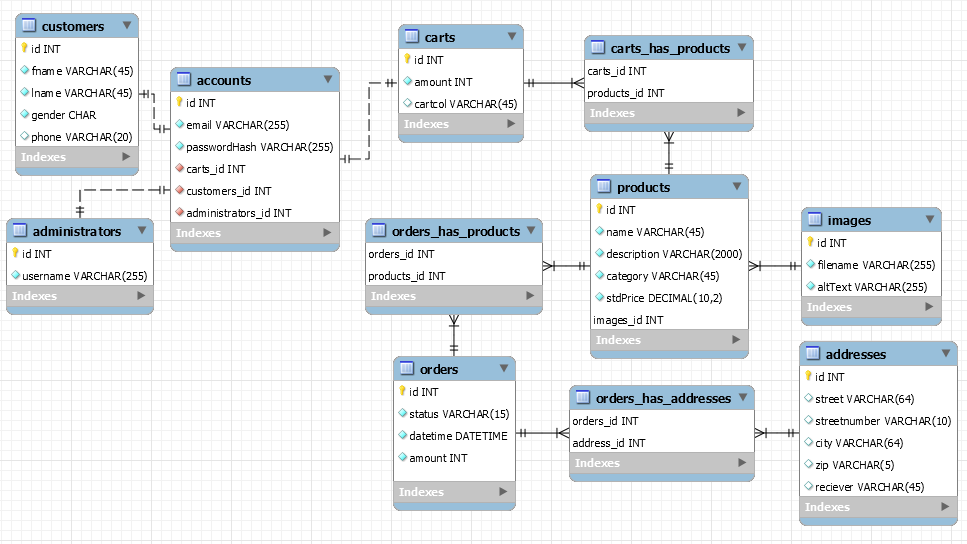 customers
id INT
fname VARCHAR(45)
lname VARCHAR(45)
gender CHAR
phone VARCHAR(20)
Indexes
accounts
id INT
email VARCHAR(255)
passwordHash VARCHAR(255)
carts_id INT
customers_id INT
administrators_id INT
Indexes
administrators
id INT
username VARCHAR(255)
Indexes
carts
id INT
amount INT
cartcol VARCHAR(45)
Indexes
carts_has_products
carts_id INT
products_id INT
Indexes
products
id INT
name VARCHAR(45)
description VARCHAR(2000)
category VARCHAR(45)
stdPrice DECIMAL(10,2)
images_id INT
Indexes
images
id INT
filename VARCHAR(255)
altText VARCHAR(255)
Indexes
orders_has_products
orders_id INT
products_id INT
Indexes
orders
id INT
status VARCHAR(15)
datetime DATETIME
amount INT
Indexes
orders_has_addresses
orders_id INT
address_id INT
Indexes
addresses
id INT
street VARCHAR(64)
streetnumber VARCHAR(10)
city VARCHAR(64)
zip VARCHAR(5)
reciever VARCHAR(45)
Indexes